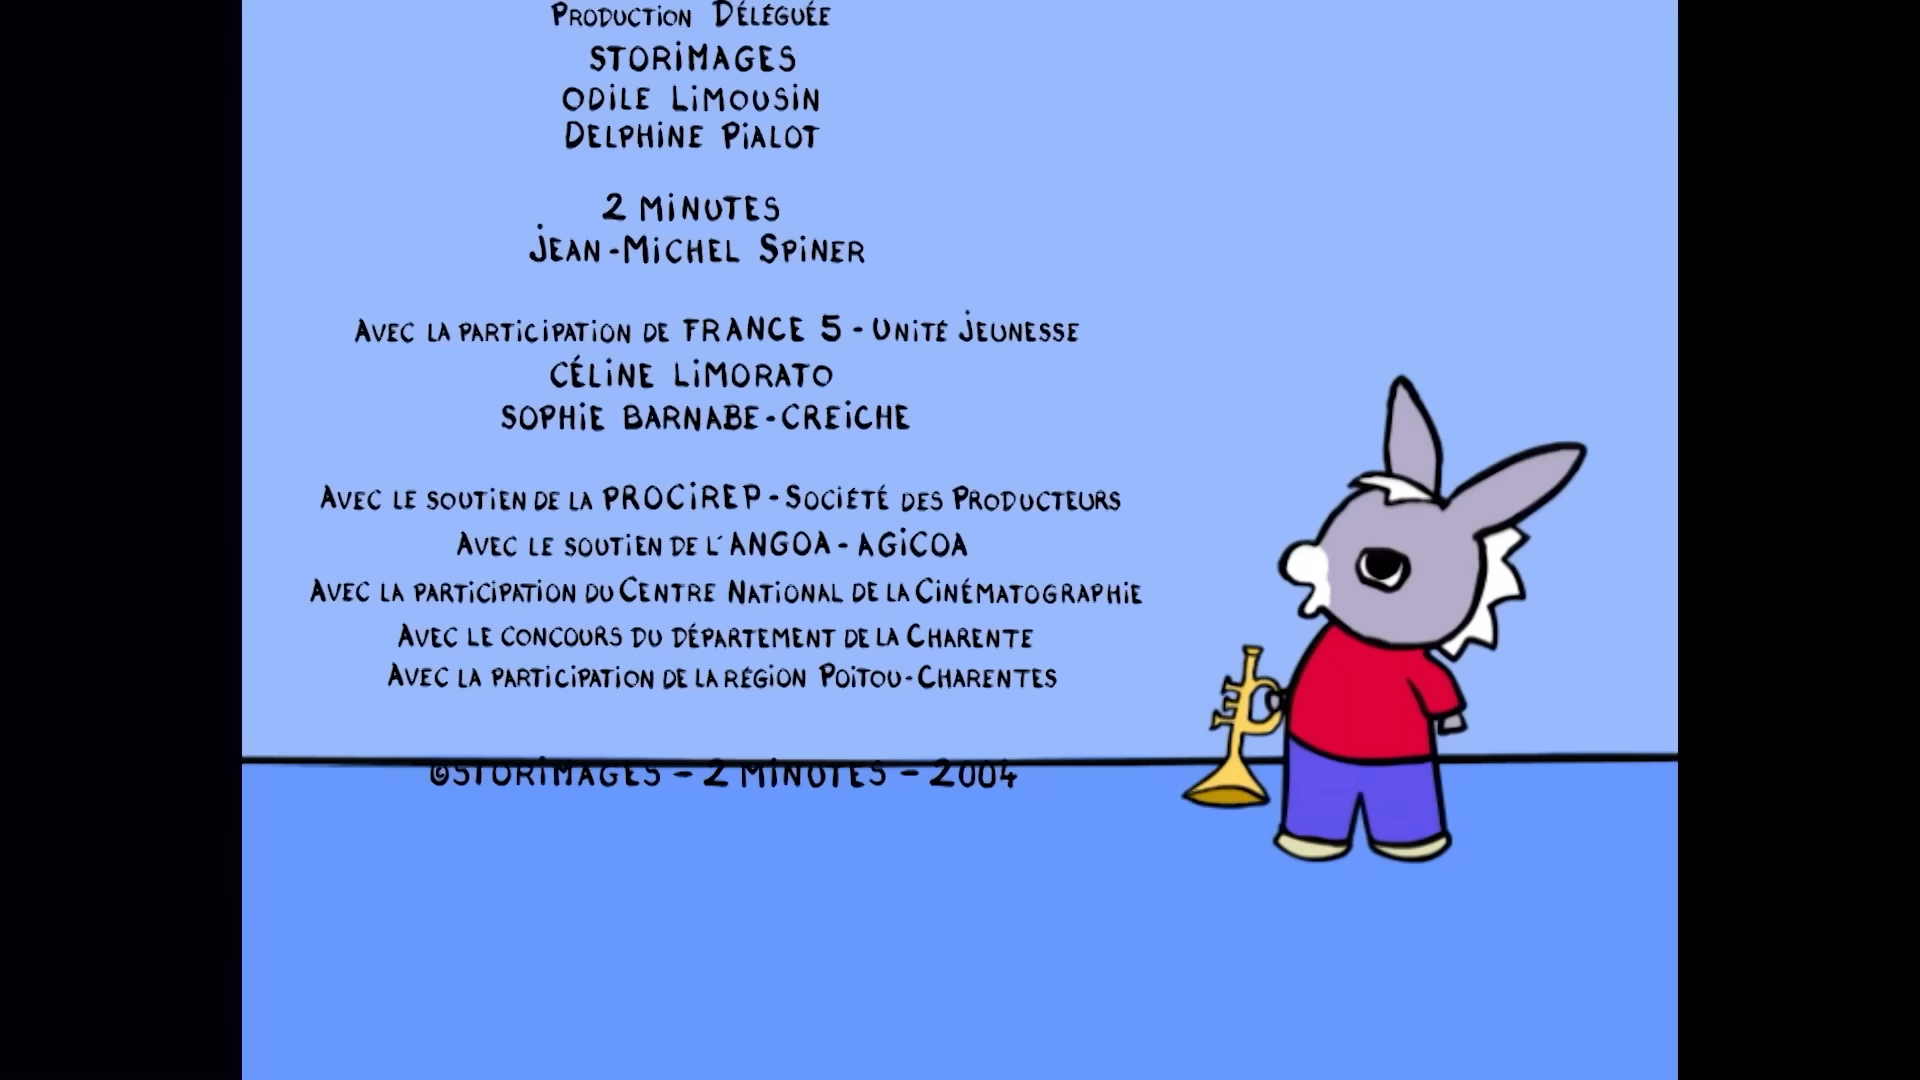 Production Déléguée
STORIMAGES
ODILE LIMOUSIN
DELPHINE PIALOT
2 MINUTES
JEAN-MICHEL SPINER
Avec la participation de FRANCE 5 - Unité Jeunesse
CÉLINE LIMORATO
SOPHIE BARNABE-CREICHE
Avec le soutien de la PROCIREP - Société des Producteurs
Avec le soutien de l'ANGOA - AGICOA
Avec la participation du Centre National de la Cinématographie
Avec le concours du département de la Charente
Avec la participation de la région Poitou-Charentes
©STORIMAGES – 2 MINUTES – 2004